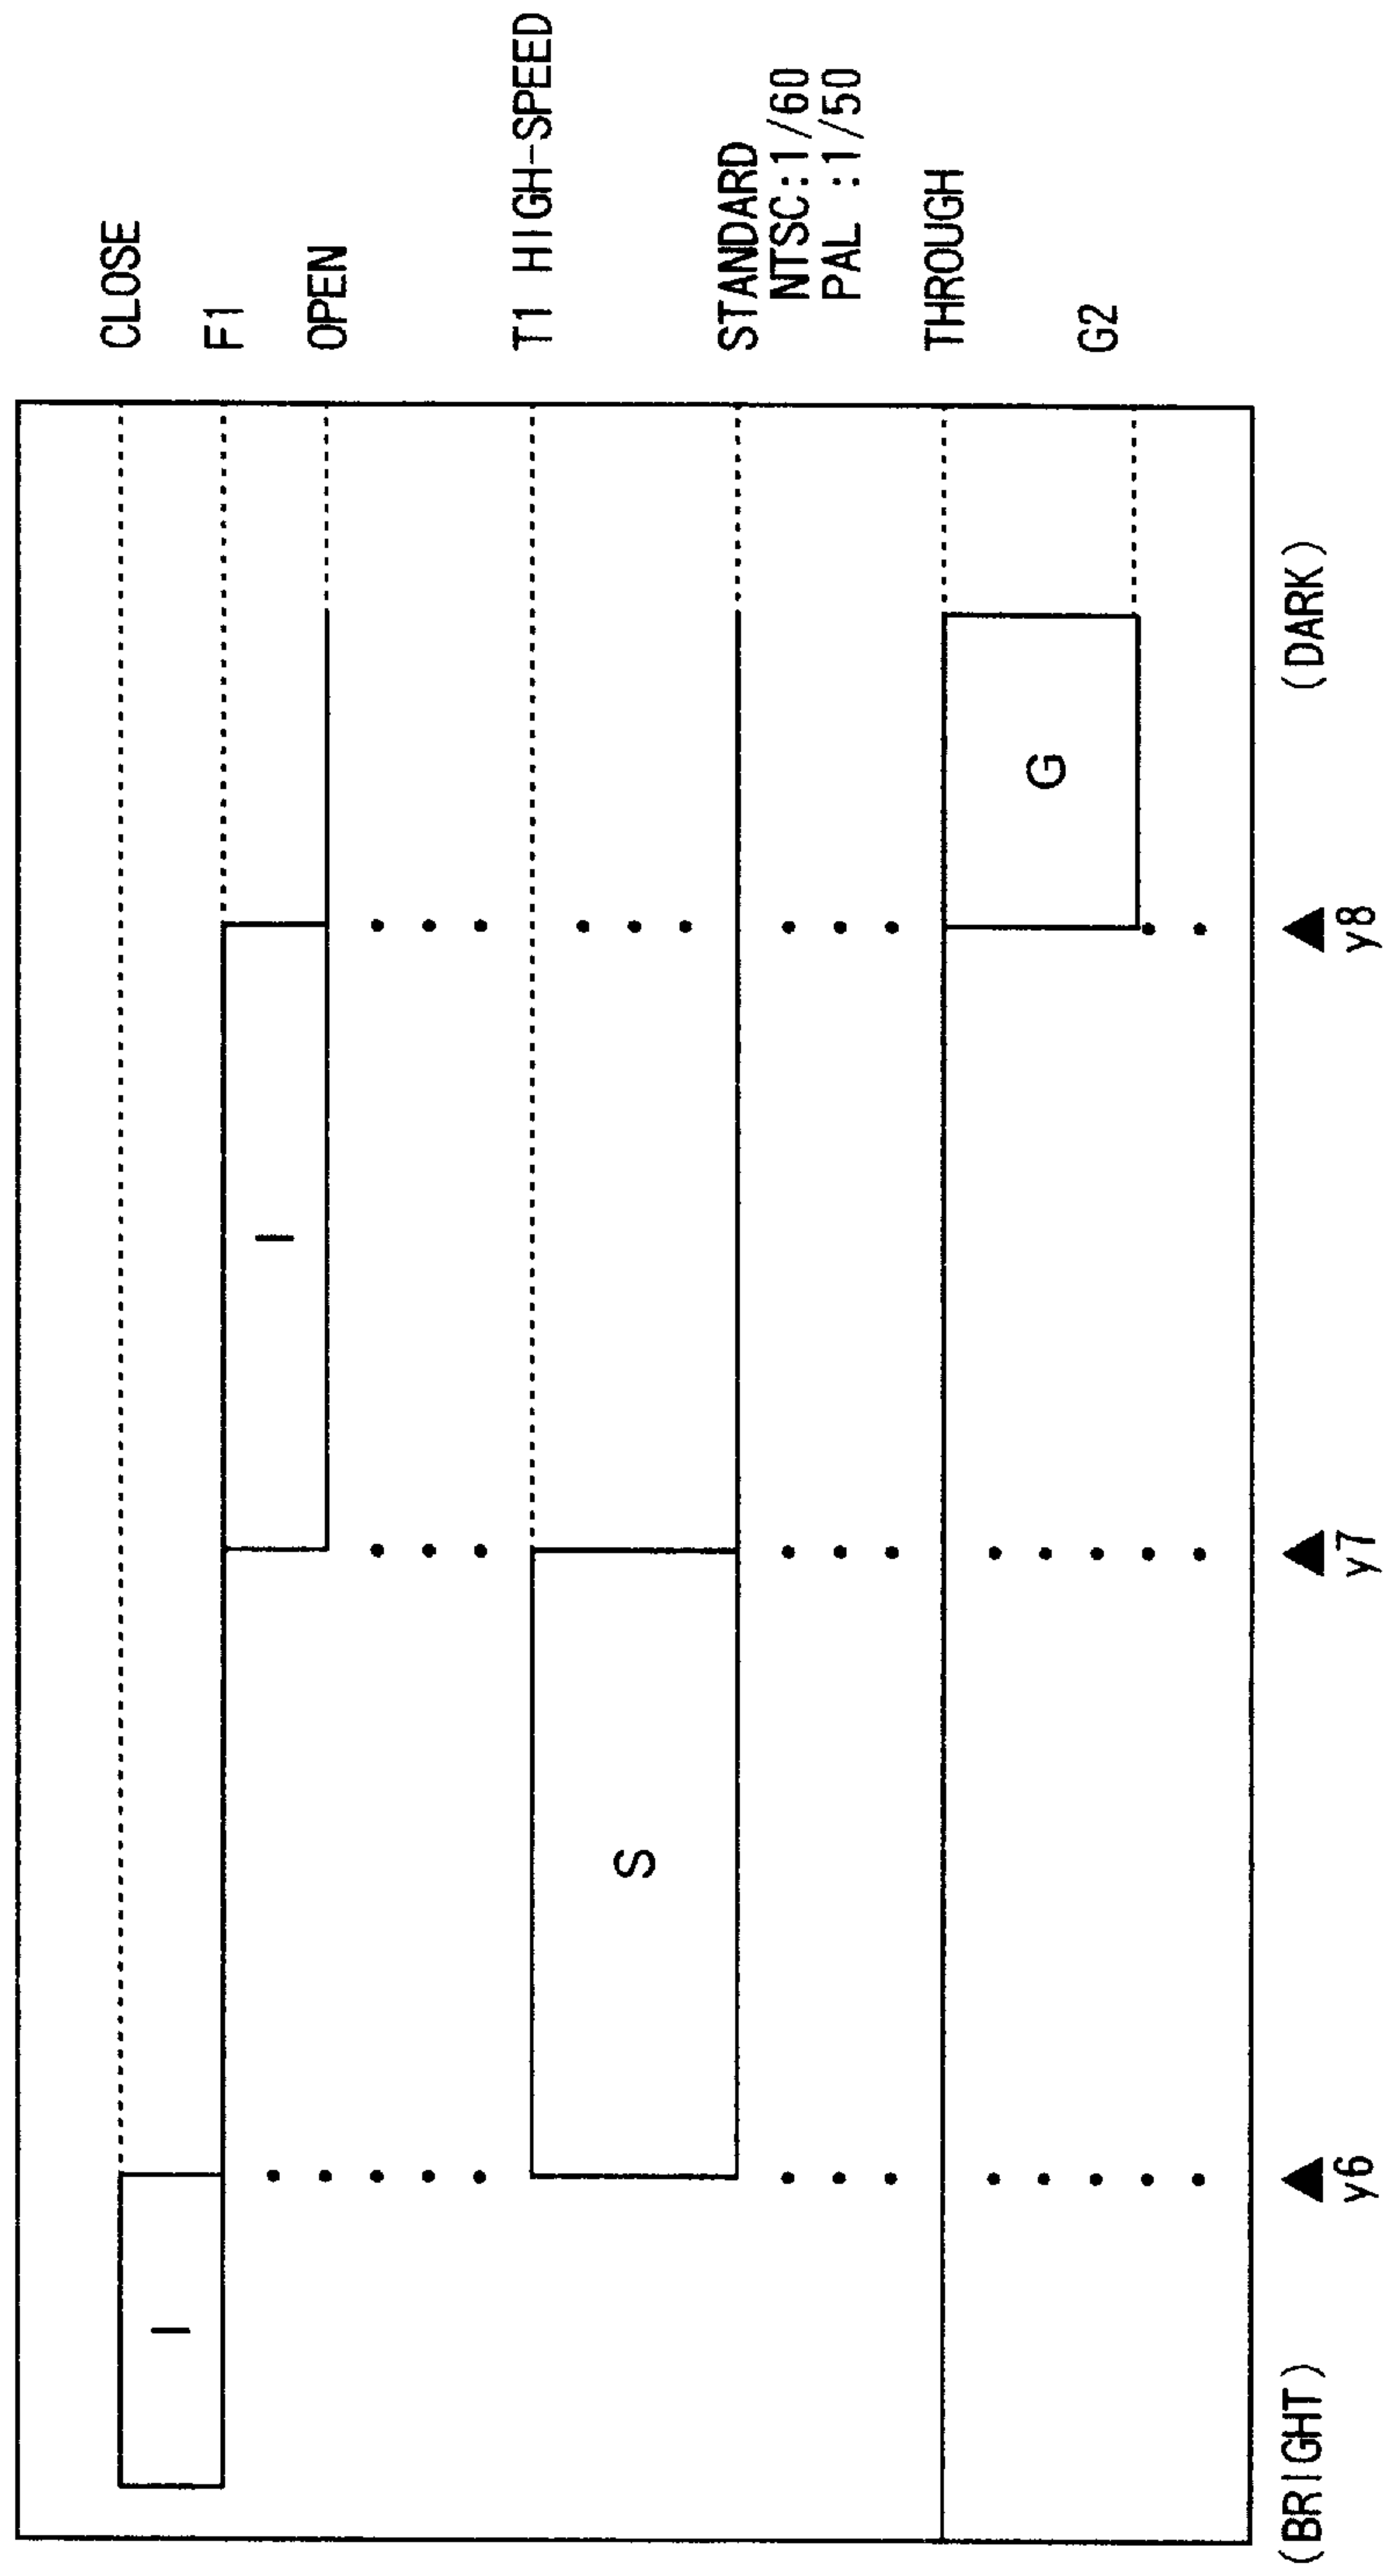 CLOSE
F1
OPEN
T1 HIGH-SPEED
STANDARD
NTSC:1/60
PAL :1/50
THROUGH
G2
I
I
S
G
(BRIGHT)
(DARK)
y6
y7
y8